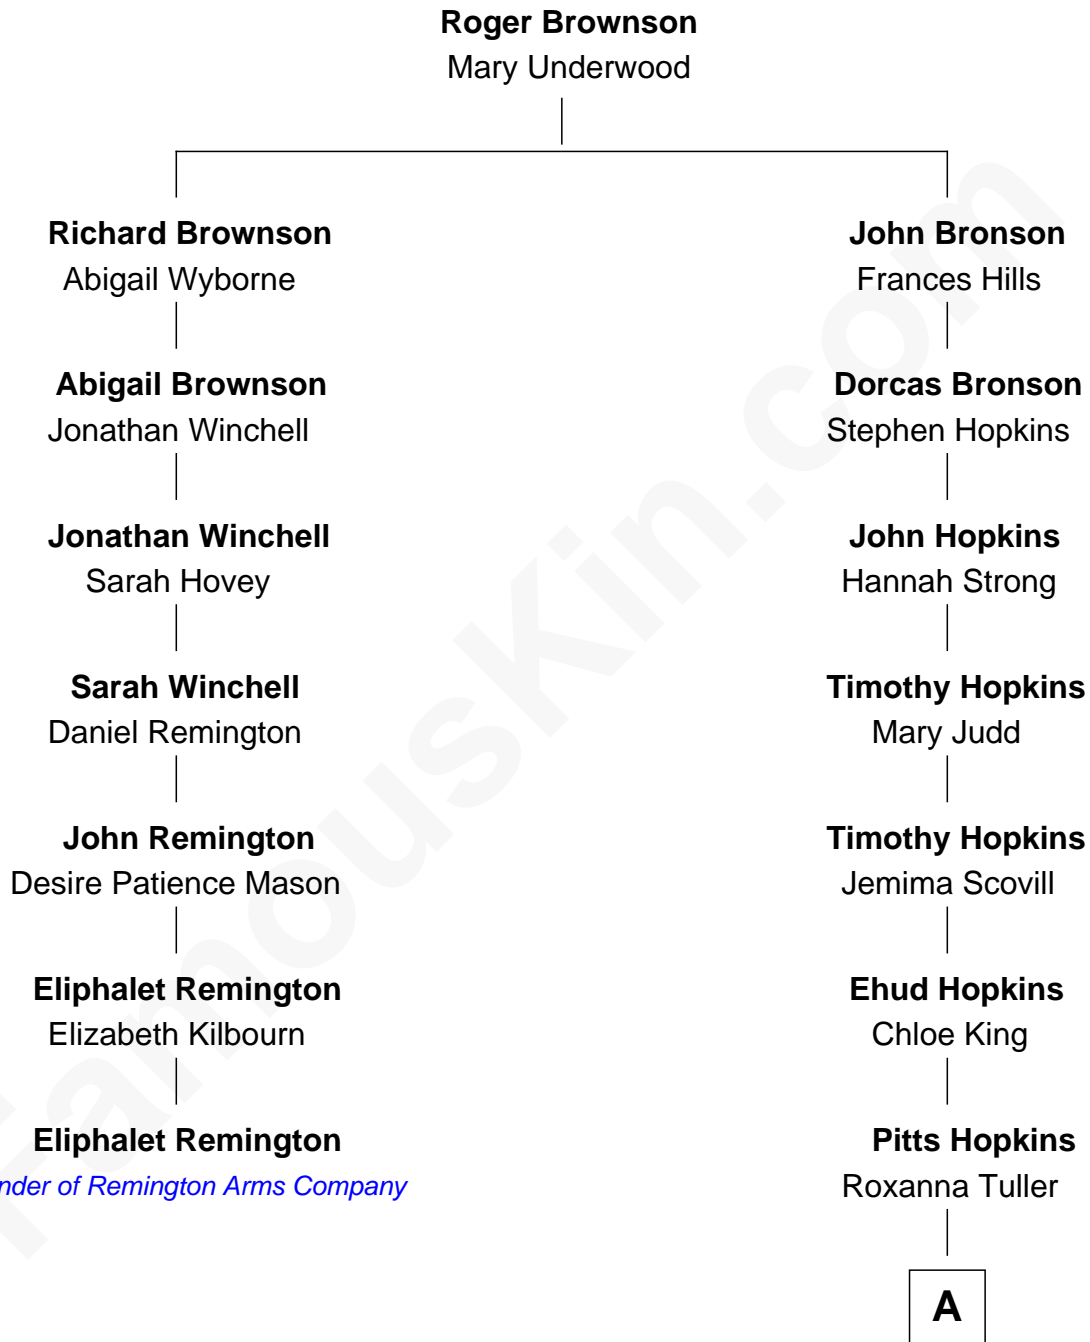 Roger Brownson
Mary Underwood
Richard Brownson
Abigail Wyborne
Abigail Brownson
Jonathan Winchell
Jonathan Winchell
Sarah Hovey
Sarah Winchell
Daniel Remington
John Remington
Desire Patience Mason
Eliphalet Remington
Elizabeth Kilbourn
Eliphalet Remington
nder of Remington Arms Company
John Bronson
Frances Hills
Dorcas Bronson
Stephen Hopkins
John Hopkins
Hannah Strong
Timothy Hopkins
Mary Judd
Timothy Hopkins
Jemima Scovill
Ehud Hopkins
Chloe King
Pitts Hopkins
Roxanna Tuller
A
FamousKin.com